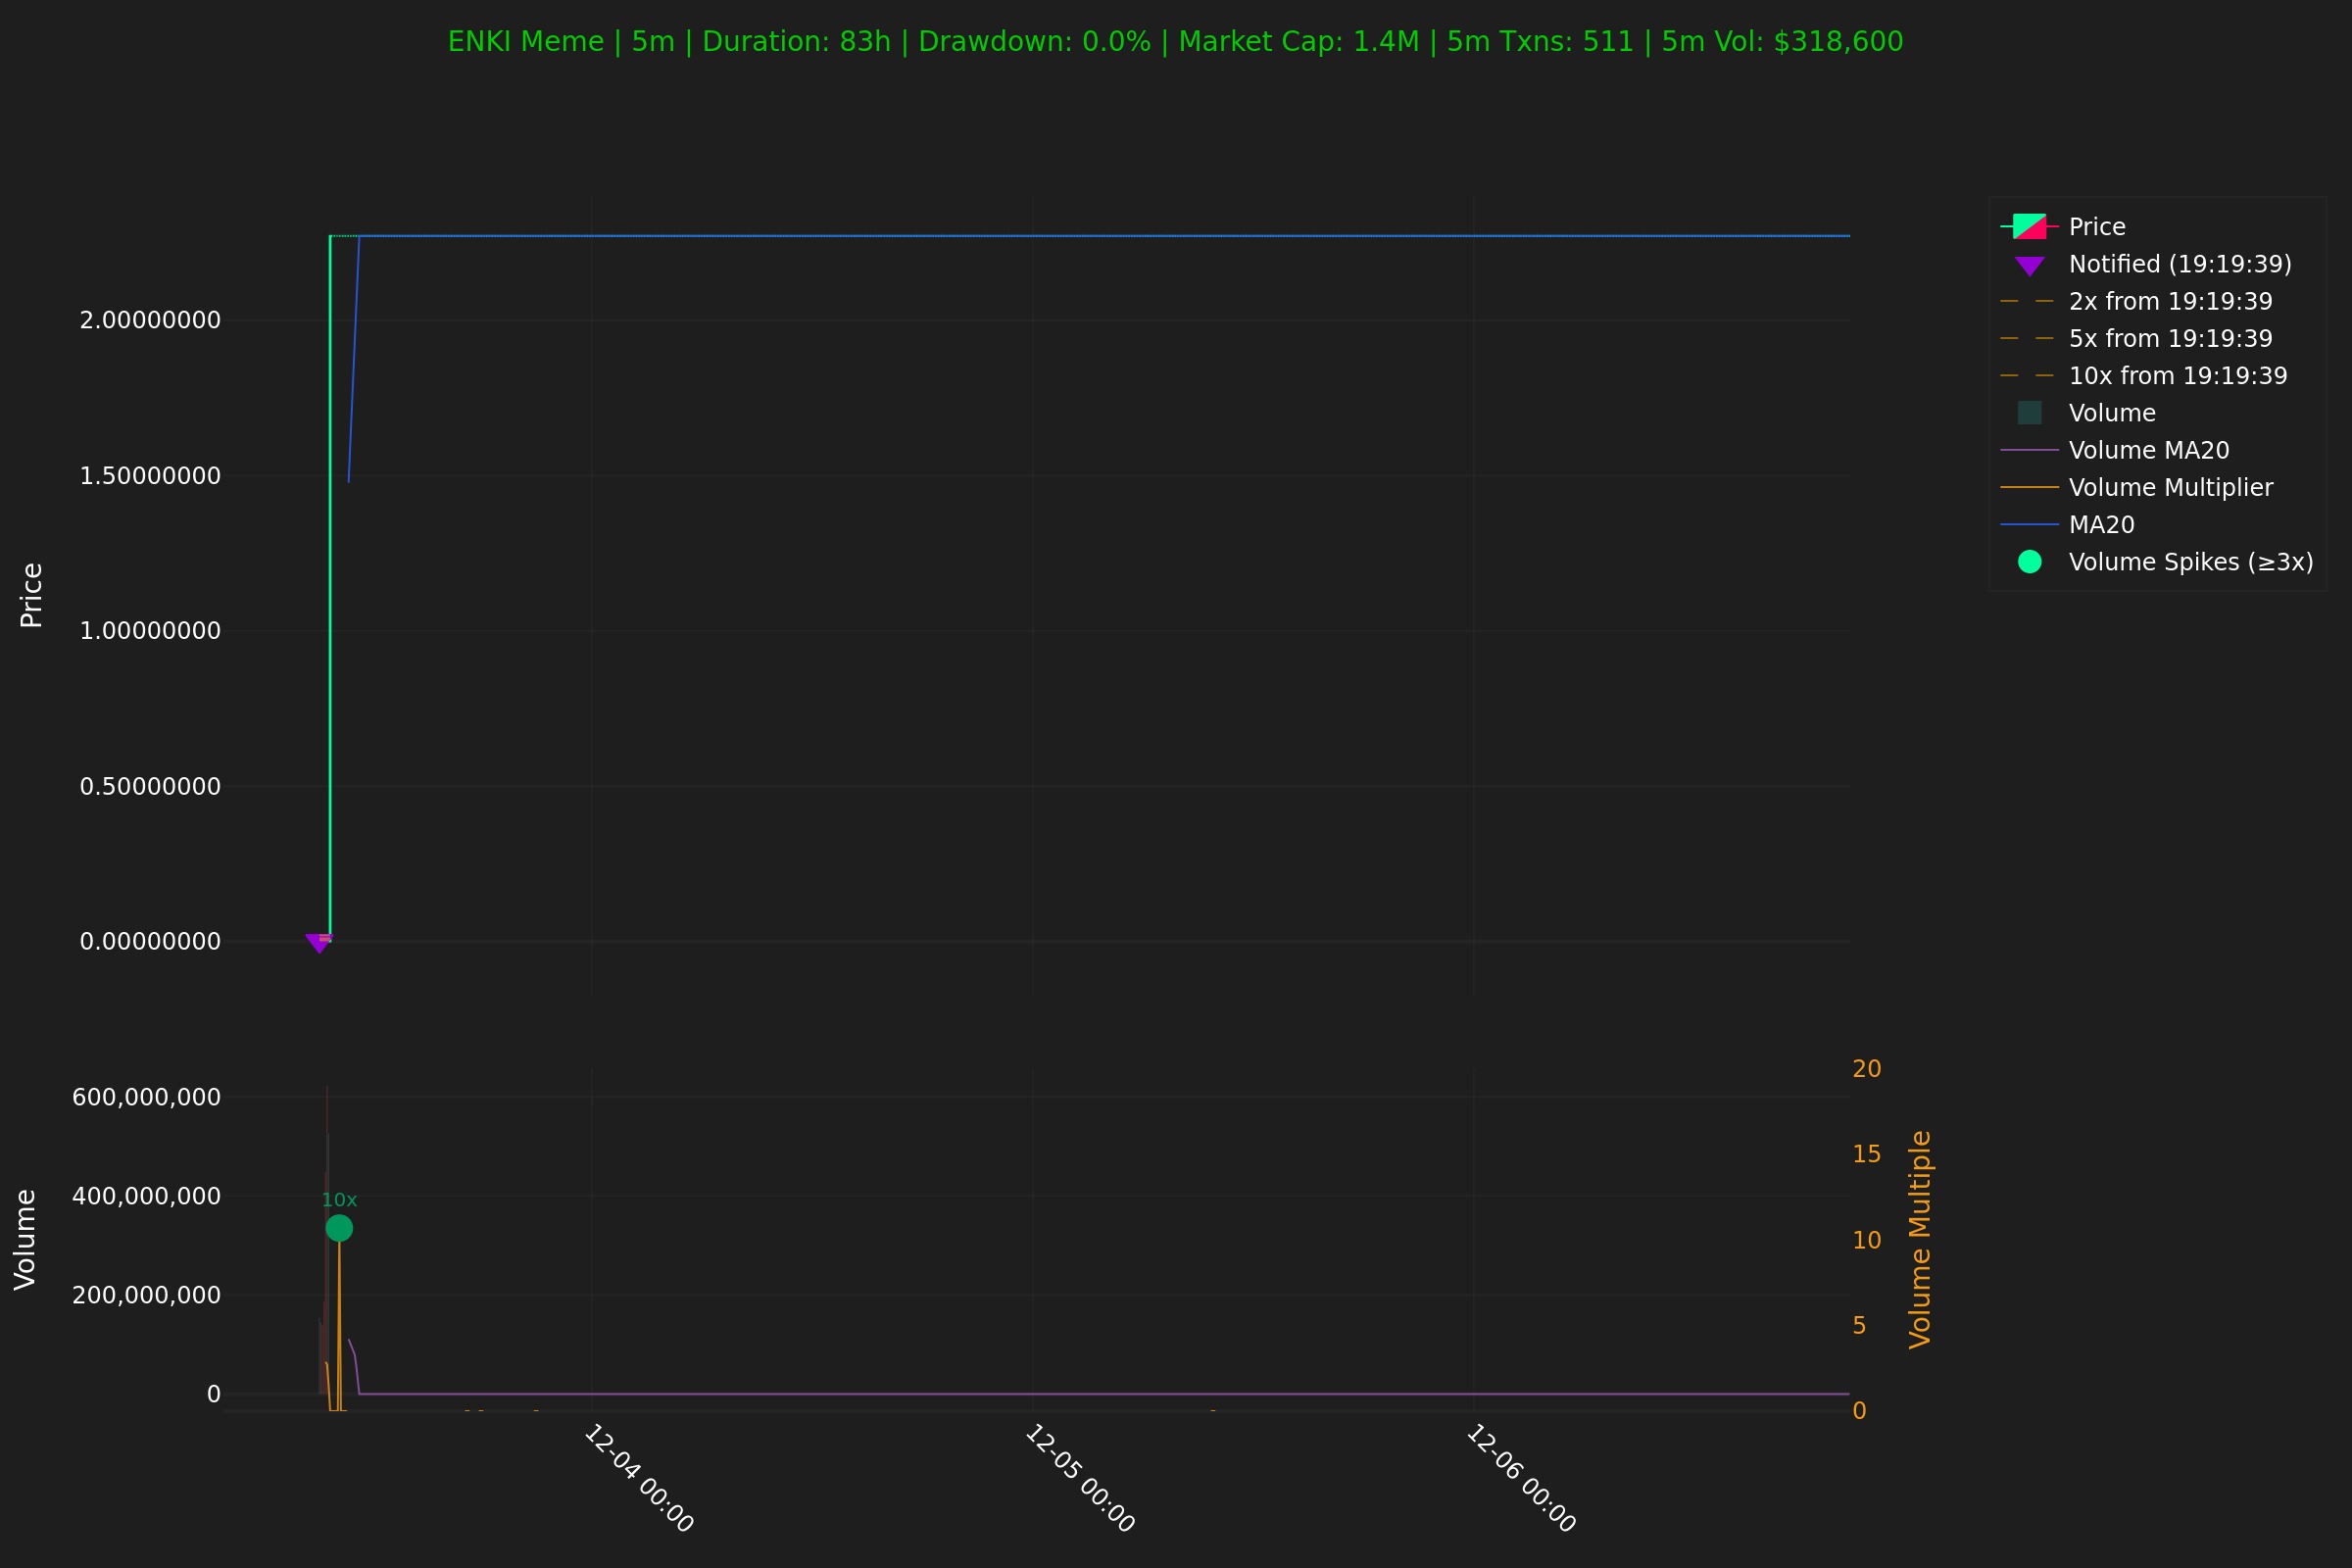 ENKI Meme | 5m | Duration: 83h | Drawdown: 0.0% | Market Cap: 1.4M | 5m Txns: 511 | 5m Vol: $318,600
Price
2.00000000
1.50000000
1.00000000
0.50000000
0.00000000
Price
Notified (19:19:39)
2x from 19:19:39
5x from 19:19:39
10x from 19:19:39
Volume
Volume MA20
Volume Multiplier
MA20
Volume Spikes (≥3x)
Volume
600,000,000
400,000,000
200,000,000
0
10x
20
15
10
5
0
Volume Multiple
12-04 00:00
12-05 00:00
12-06 00:00